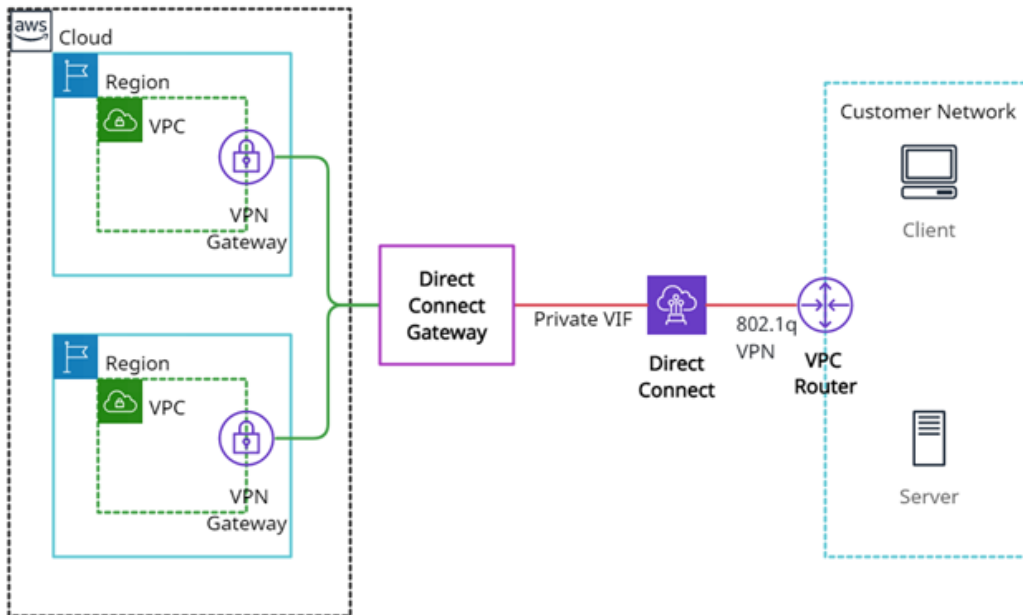 aws
Cloud
Region
VPC
VPN
Gateway
Region
VPC
VPN
Gateway
Direct
Connect
Gateway
Private VIF
Direct
Connect
802.1q
VPN
VPC
Router
Customer Network
Client
Server